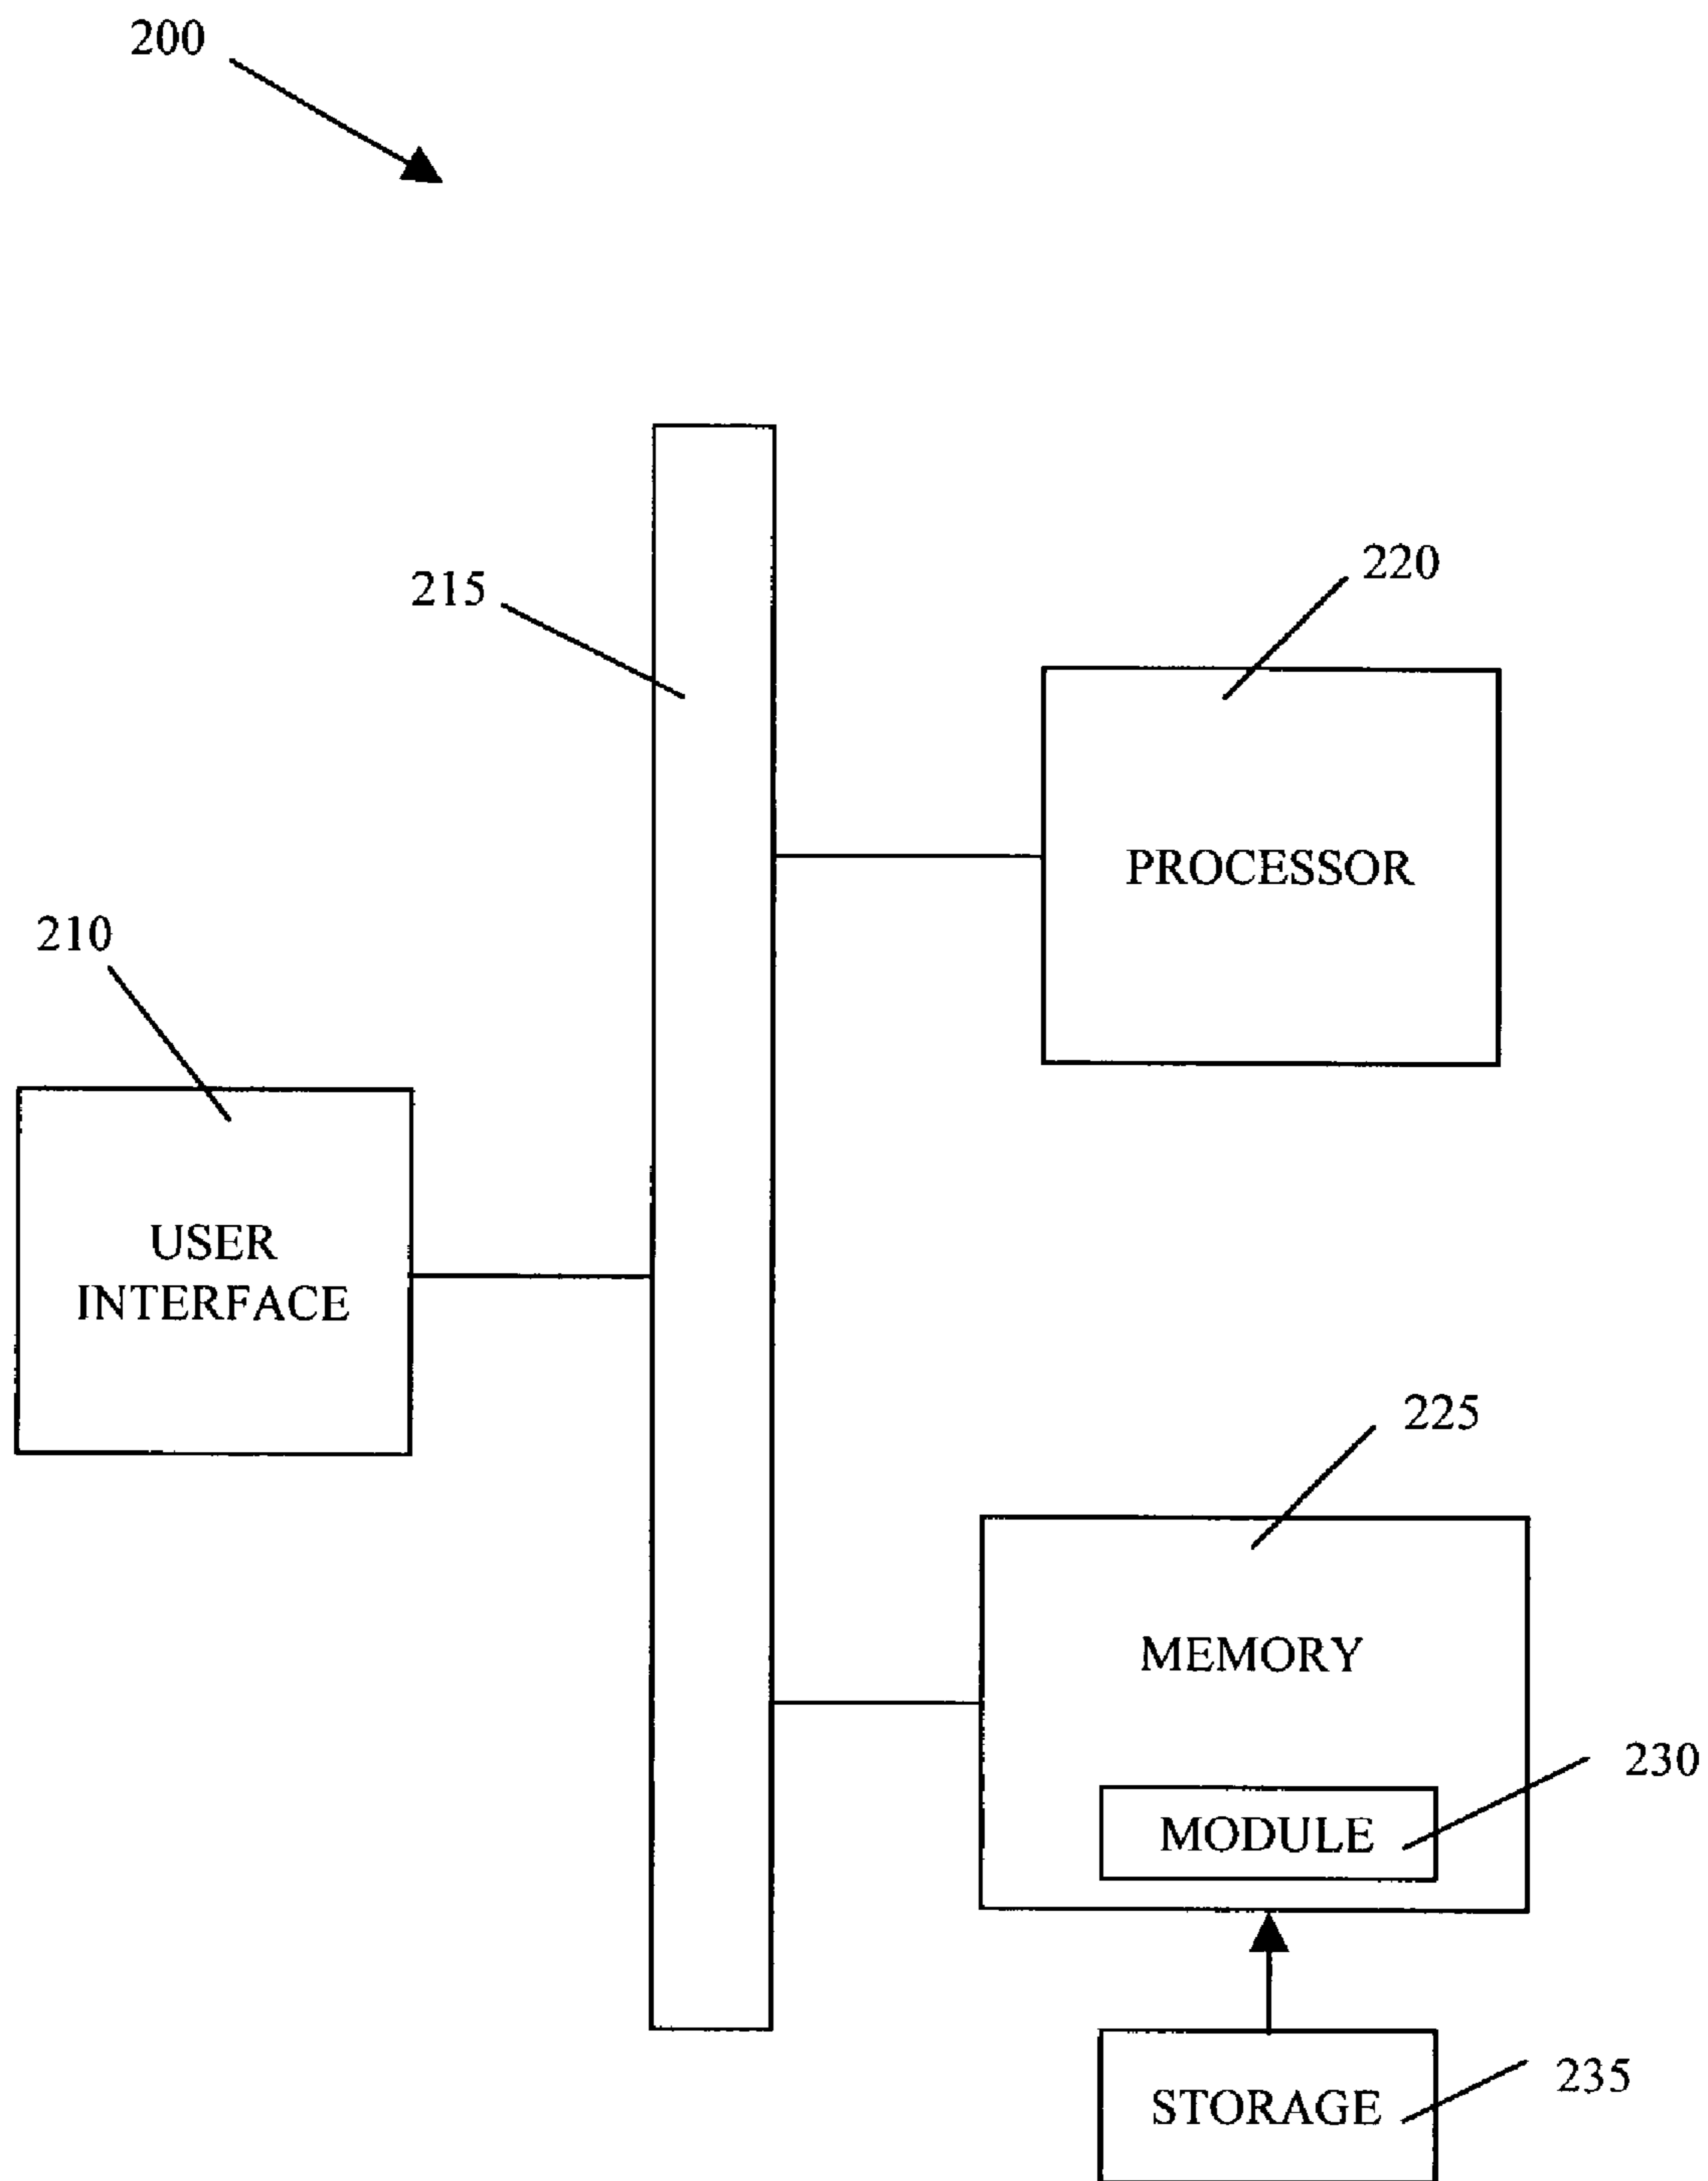 200
215
220
PROCESSOR
210
USER
INTERFACE
225
MEMORY
230
MODULE
235
STORAGE